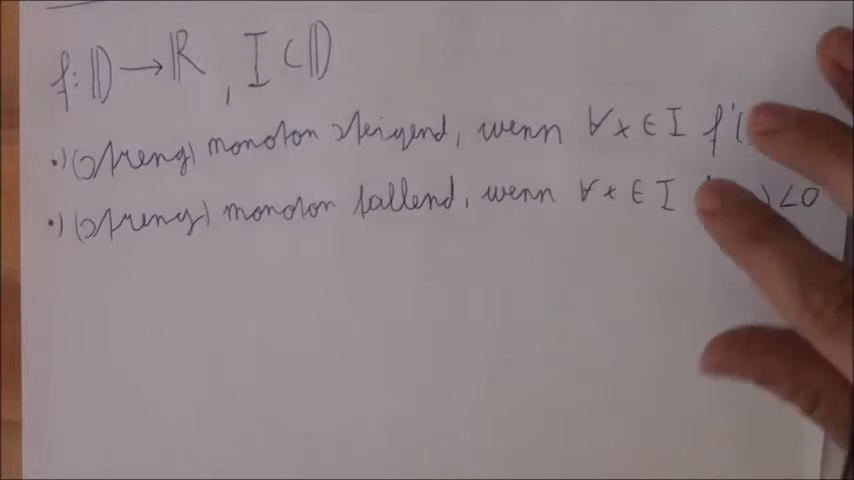 f: 𝔻 → ℝ, I ⊂ 𝔻
•) (streng) monoton steigend, wenn ∀x ∈ I f'(
•) (streng) monoton fallend, wenn ∀x ∈ I ) < 0